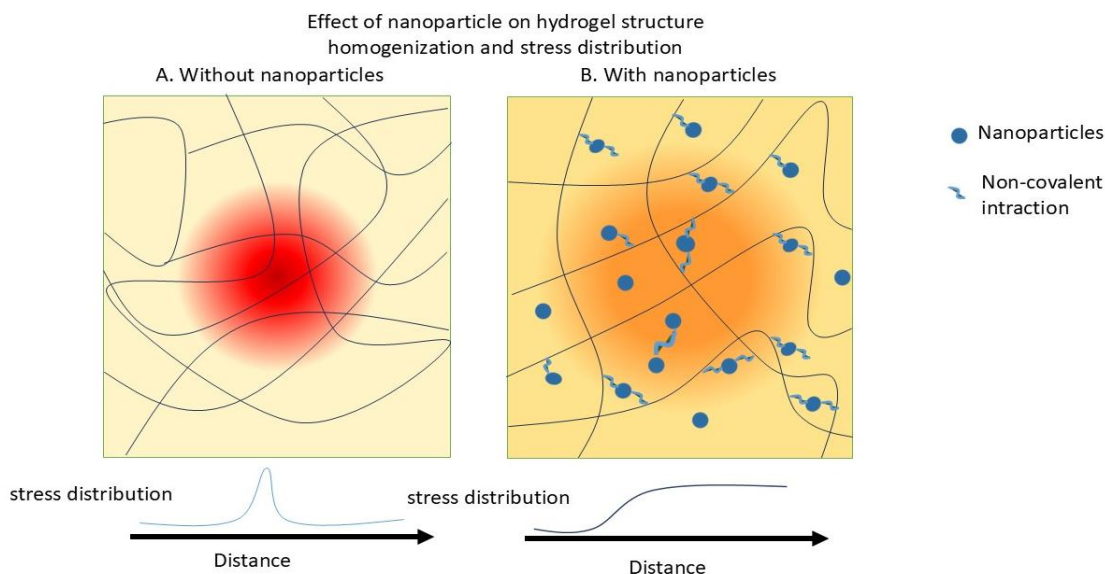 Effect of nanoparticle on hydrogel structure
homogenization and stress distribution
A. Without nanoparticles
B. With nanoparticles
Nanoparticles
Non-covalent
intraction
stress distribution
Distance
stress distribution
Distance